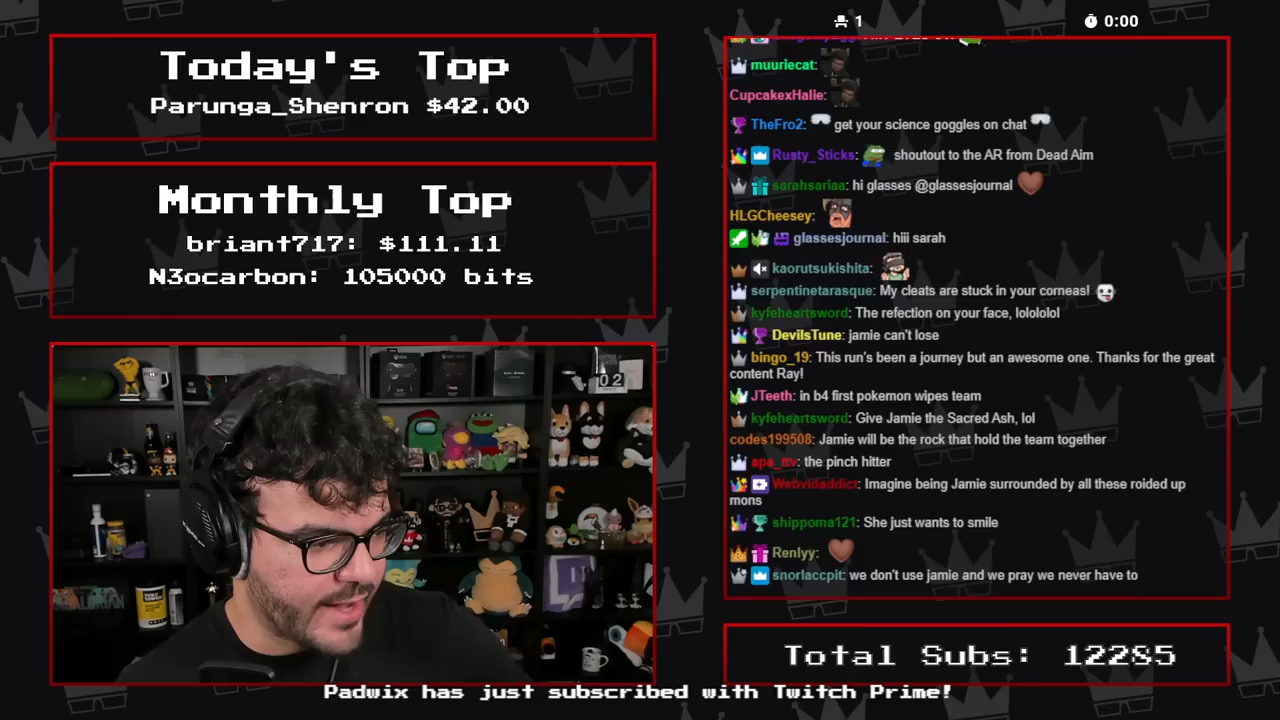 Today's Top
Parunga_Shenron $42.00
Monthly Top
briant717: $111.11
N3ocarbon: 105000 bits
02
1
0:00
muurlecat:
CupcakexHalie:
TheFro2: get your science goggles on chat
Rusty_Sticks: shoutout to the AR from Dead Aim
sarahsariaa: hi glasses @glassesjournal
HLGCheesey:
glassesjournal: hiii sarah
kaorutsukishita:
serpentinetarasque: My cleats are stuck in your corneas!
kyfeheartsword: The refection on your face, lolololol
DevilsTune: jamie can't lose
bingo_19: This run's been a journey but an awesome one. Thanks for the great
content Ray!
JTeeth: in b4 first pokemon wipes team
kyfeheartsword: Give Jamie the Sacred Ash, lol
codes199508: Jamie will be the rock that hold the team together
apa_ttv: the pinch hitter
Webvidaddict: Imagine being Jamie surrounded by all these roided up
mons
shippoma121: She just wants to smile
Renlyy:
snorlaccpit: we don't use jamie and we pray we never have to
Total Subs: 12285
Padwix has just subscribed with Twitch Prime!